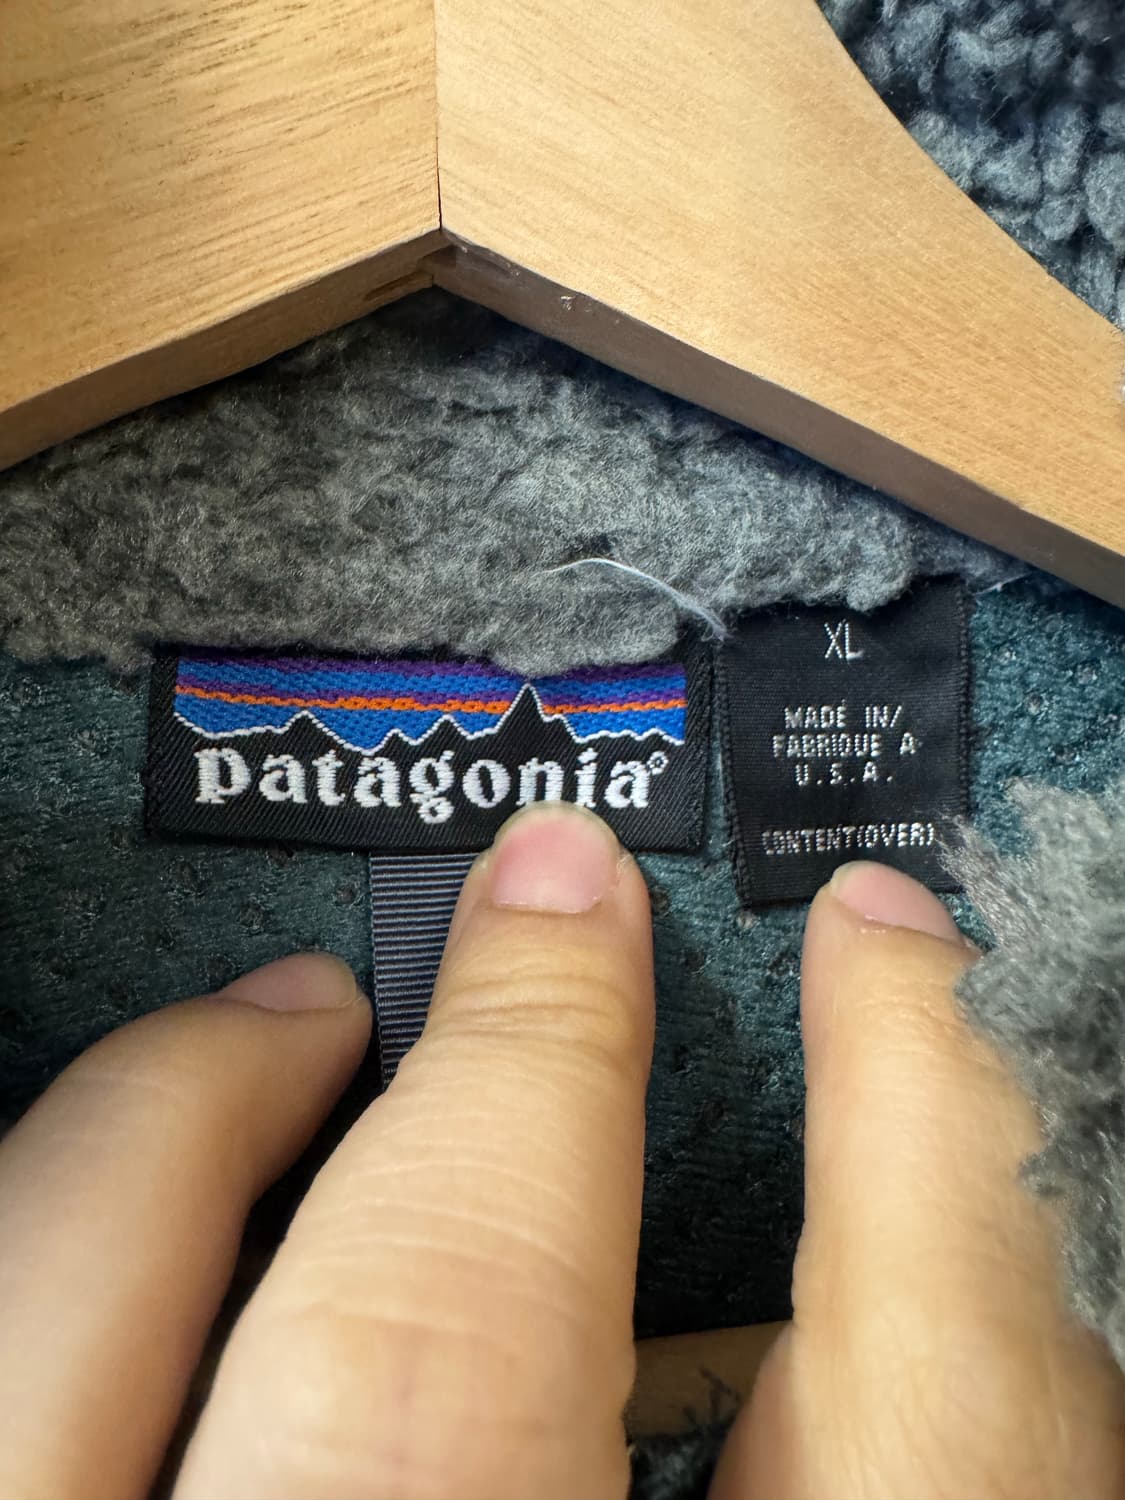 patagonia®
XL
MADE IN/
FABRIQUE A
U.S.A.
CONTENT(OVER)